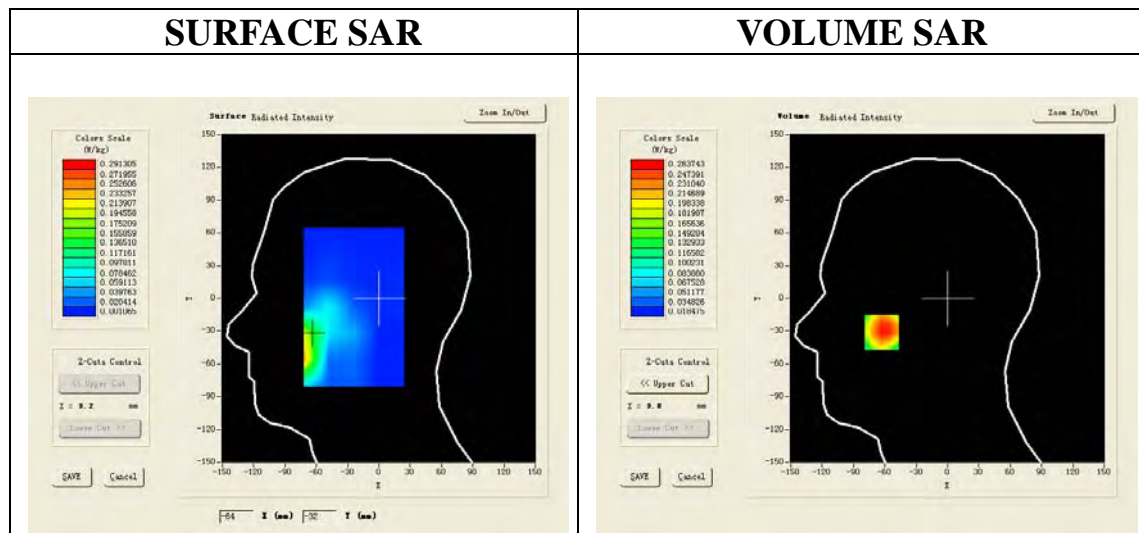 SURFACE SAR
VOLUME SAR
Surface Radiated Intensity
Zoom In/Out
Colors Scale
(W/kg)
0.291305
0.271955
0.252606
0.233257
0.213907
0.194558
0.175209
0.155859
0.136510
0.117161
0.097811
0.078462
0.059113
0.039763
0.020414
0.001065
150
120
90
60
30
0
-30
-60
-90
-120
-150
Y
-150 -120 -90 -60 -30 0 30 60 90 120 150
X
Z-Cuts Control
<< Upper Cut
mm
SAVE
Cancel
-64 X (mm) -32 Y (mm)
Volume Radiated Intensity
Zoom In/Out
Colors Scale
(W/kg)
0.263743
0.247391
0.231040
0.214689
0.198338
0.181987
0.165636
0.149284
0.132933
0.116582
0.100231
0.083880
0.067528
0.051177
0.034826
0.018475
150
120
90
60
30
0
-30
-60
-90
-120
-150
Y
-150 -120 -90 -60 -30 0 30 60 90 120 150
X
Z-Cuts Control
<< Upper Cut
mm
SAVE
Cancel